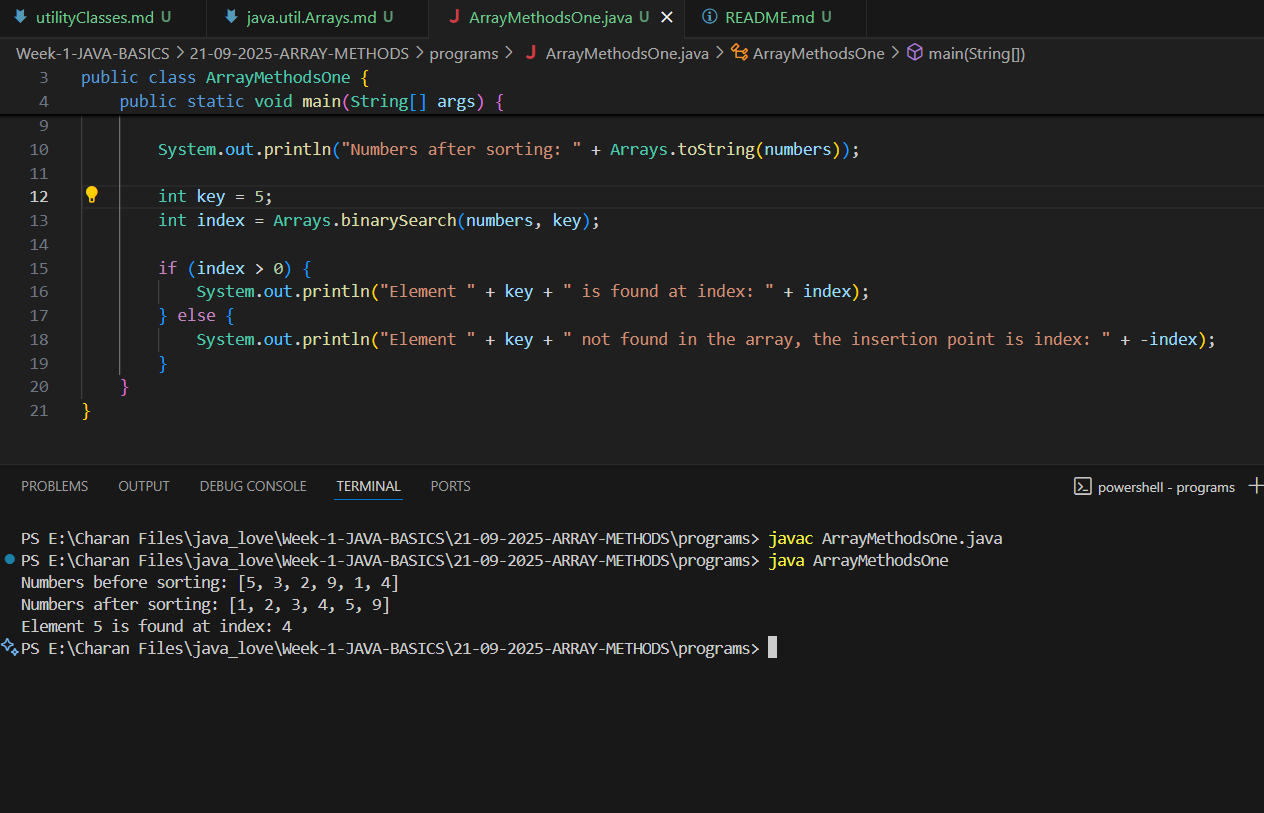 utilityClasses.md U java.util.Arrays.md U J ArrayMethodsOne.java U README.md U
Week-1-JAVA-BASICS > 21-09-2025-ARRAY-METHODS > programs > J ArrayMethodsOne.java > ArrayMethodsOne > main(String[])
3 public class ArrayMethodsOne {
4 public static void main(String[] args) {
9
10 System.out.println("Numbers after sorting: " + Arrays.toString(numbers));
11
12 int key = 5;
13 int index = Arrays.binarySearch(numbers, key);
14
15 if (index > 0) {
16 System.out.println("Element " + key + " is found at index: " + index);
17 } else {
18 System.out.println("Element " + key + " not found in the array, the insertion point is index: " + -index);
19 }
20 }
21 }
PROBLEMS OUTPUT DEBUG CONSOLE TERMINAL PORTS powershell - programs
PS E:\Charan Files\java_love\Week-1-JAVA-BASICS\21-09-2025-ARRAY-METHODS\programs> javac ArrayMethodsOne.java
PS E:\Charan Files\java_love\Week-1-JAVA-BASICS\21-09-2025-ARRAY-METHODS\programs> java ArrayMethodsOne
Numbers before sorting: [5, 3, 2, 9, 1, 4]
Numbers after sorting: [1, 2, 3, 4, 5, 9]
Element 5 is found at index: 4
PS E:\Charan Files\java_love\Week-1-JAVA-BASICS\21-09-2025-ARRAY-METHODS\programs>